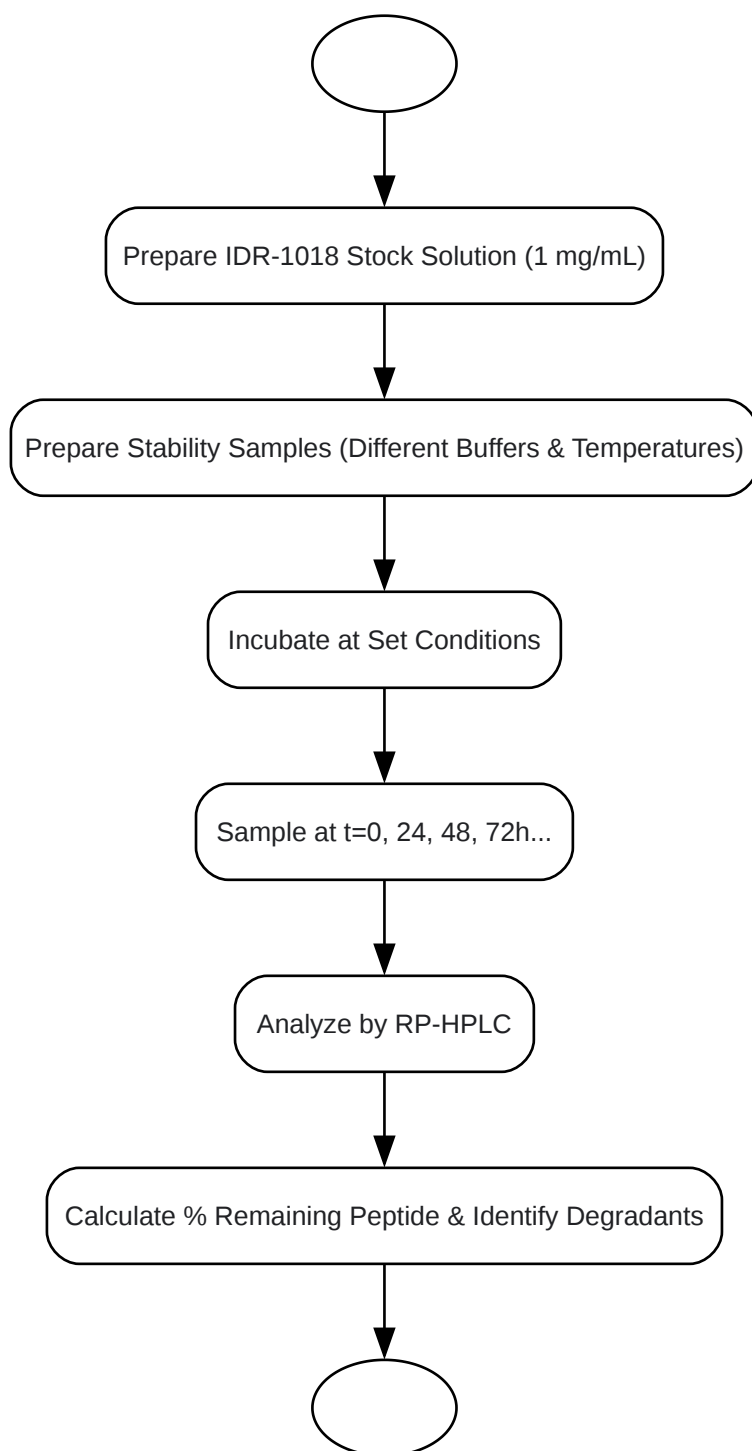 Prepare IDR-1018 Stock Solution (1 mg/mL)
Prepare Stability Samples (Different Buffers & Temperatures)
Incubate at Set Conditions
Sample at t=0, 24, 48, 72h...
Analyze by RP-HPLC
Calculate % Remaining Peptide & Identify Degradants